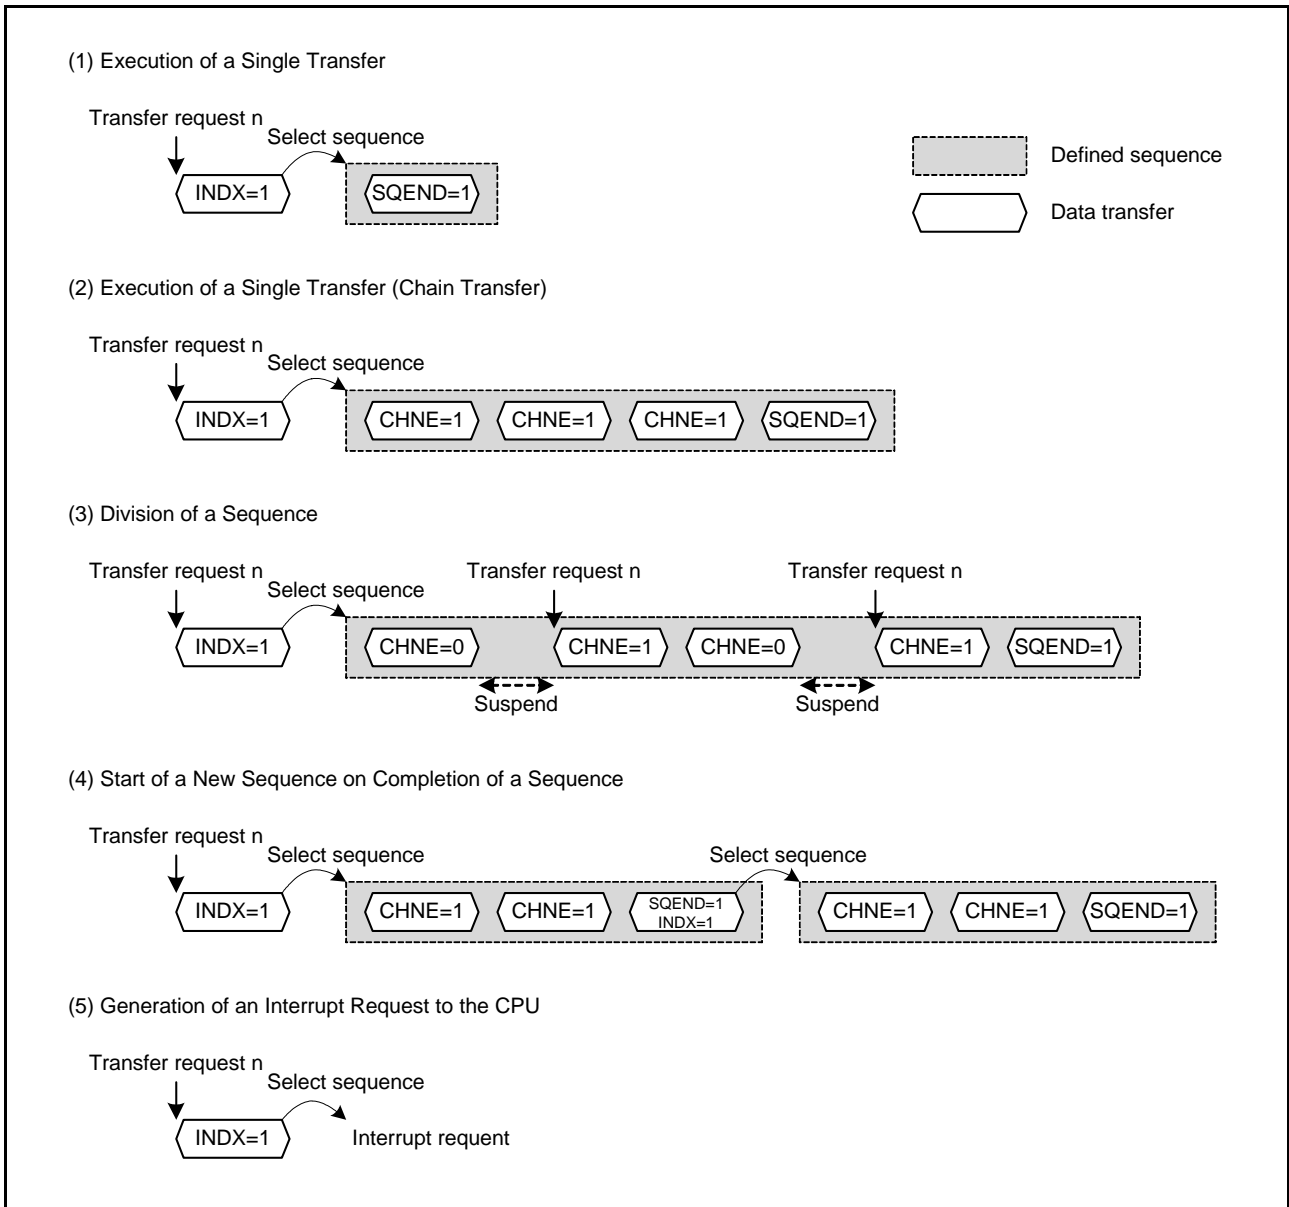 (1) Execution of a Single Transfer
Transfer request n
Select sequence
INDX=1
SQEND=1
Defined sequence
Data transfer
(2) Execution of a Single Transfer (Chain Transfer)
Transfer request n
Select sequence
INDX=1
CHNE=1
CHNE=1
CHNE=1
SQEND=1
(3) Division of a Sequence
Transfer request n
Transfer request n
Transfer request n
Select sequence
INDX=1
CHNE=0
CHNE=1
CHNE=0
CHNE=1
SQEND=1
Suspend
Suspend
(4) Start of a New Sequence on Completion of a Sequence
Transfer request n
Select sequence
Select sequence
INDX=1
CHNE=1
CHNE=1
SQEND=1
INDX=1
CHNE=1
CHNE=1
SQEND=1
(5) Generation of an Interrupt Request to the CPU
Transfer request n
Select sequence
INDX=1
Interrupt requent